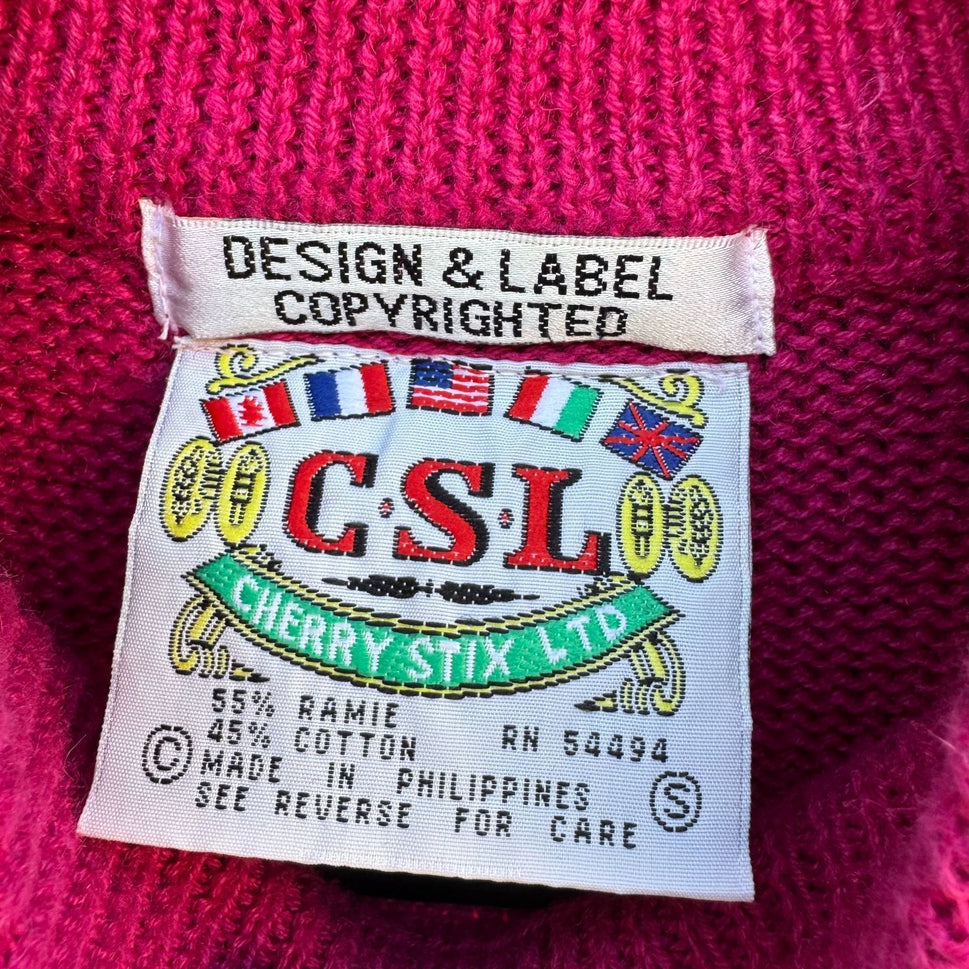 DESIGN & LABEL
COPYRIGHTED
C·S·L
CHERRY STIX LTD
55% RAMIE
45% COTTON RN 54494
© MADE IN PHILIPPINES Ⓢ
SEE REVERSE FOR CARE